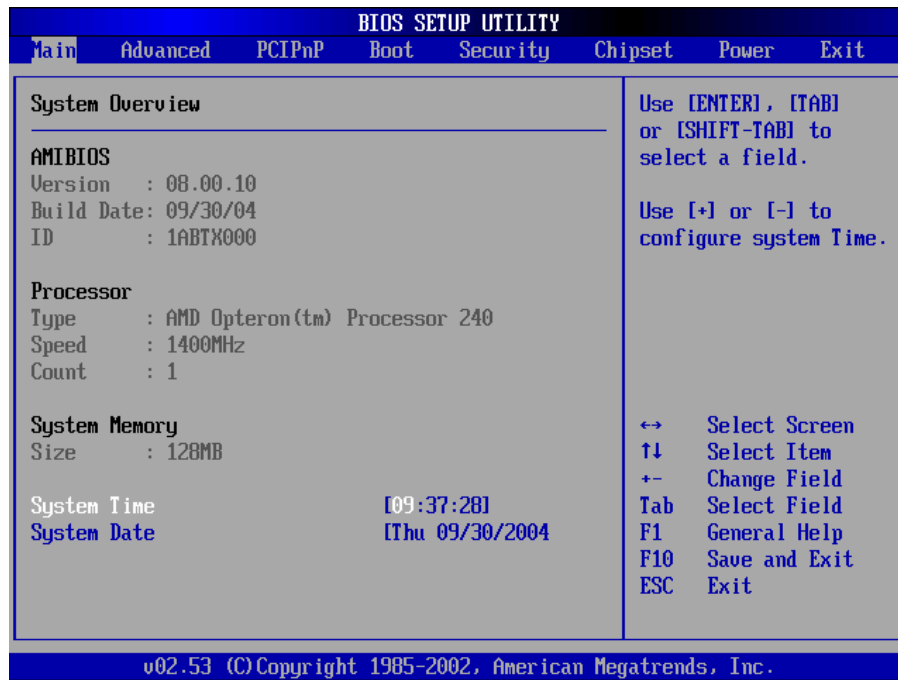 BIOS SETUP UTILITY
Main Advanced PCIPnP Boot Security Chipset Power Exit
System Overview
AMIBIOS
Version : 08.00.10
Build Date: 09/30/04
ID : 1ABTX000
Processor
Type : AMD Opteron(tm) Processor 240
Speed : 1400MHz
Count : 1
System Memory
Size : 128MB
System Time [09:37:28]
System Date [Thu 09/30/2004
Use [ENTER], [TAB]
or [SHIFT-TAB] to
select a field.
Use [+] or [-] to
configure system Time.
↔ Select Screen
↑↓ Select Item
+- Change Field
Tab Select Field
F1 General Help
F10 Save and Exit
ESC Exit
v02.53 (C)Copyright 1985-2002, American Megatrends, Inc.